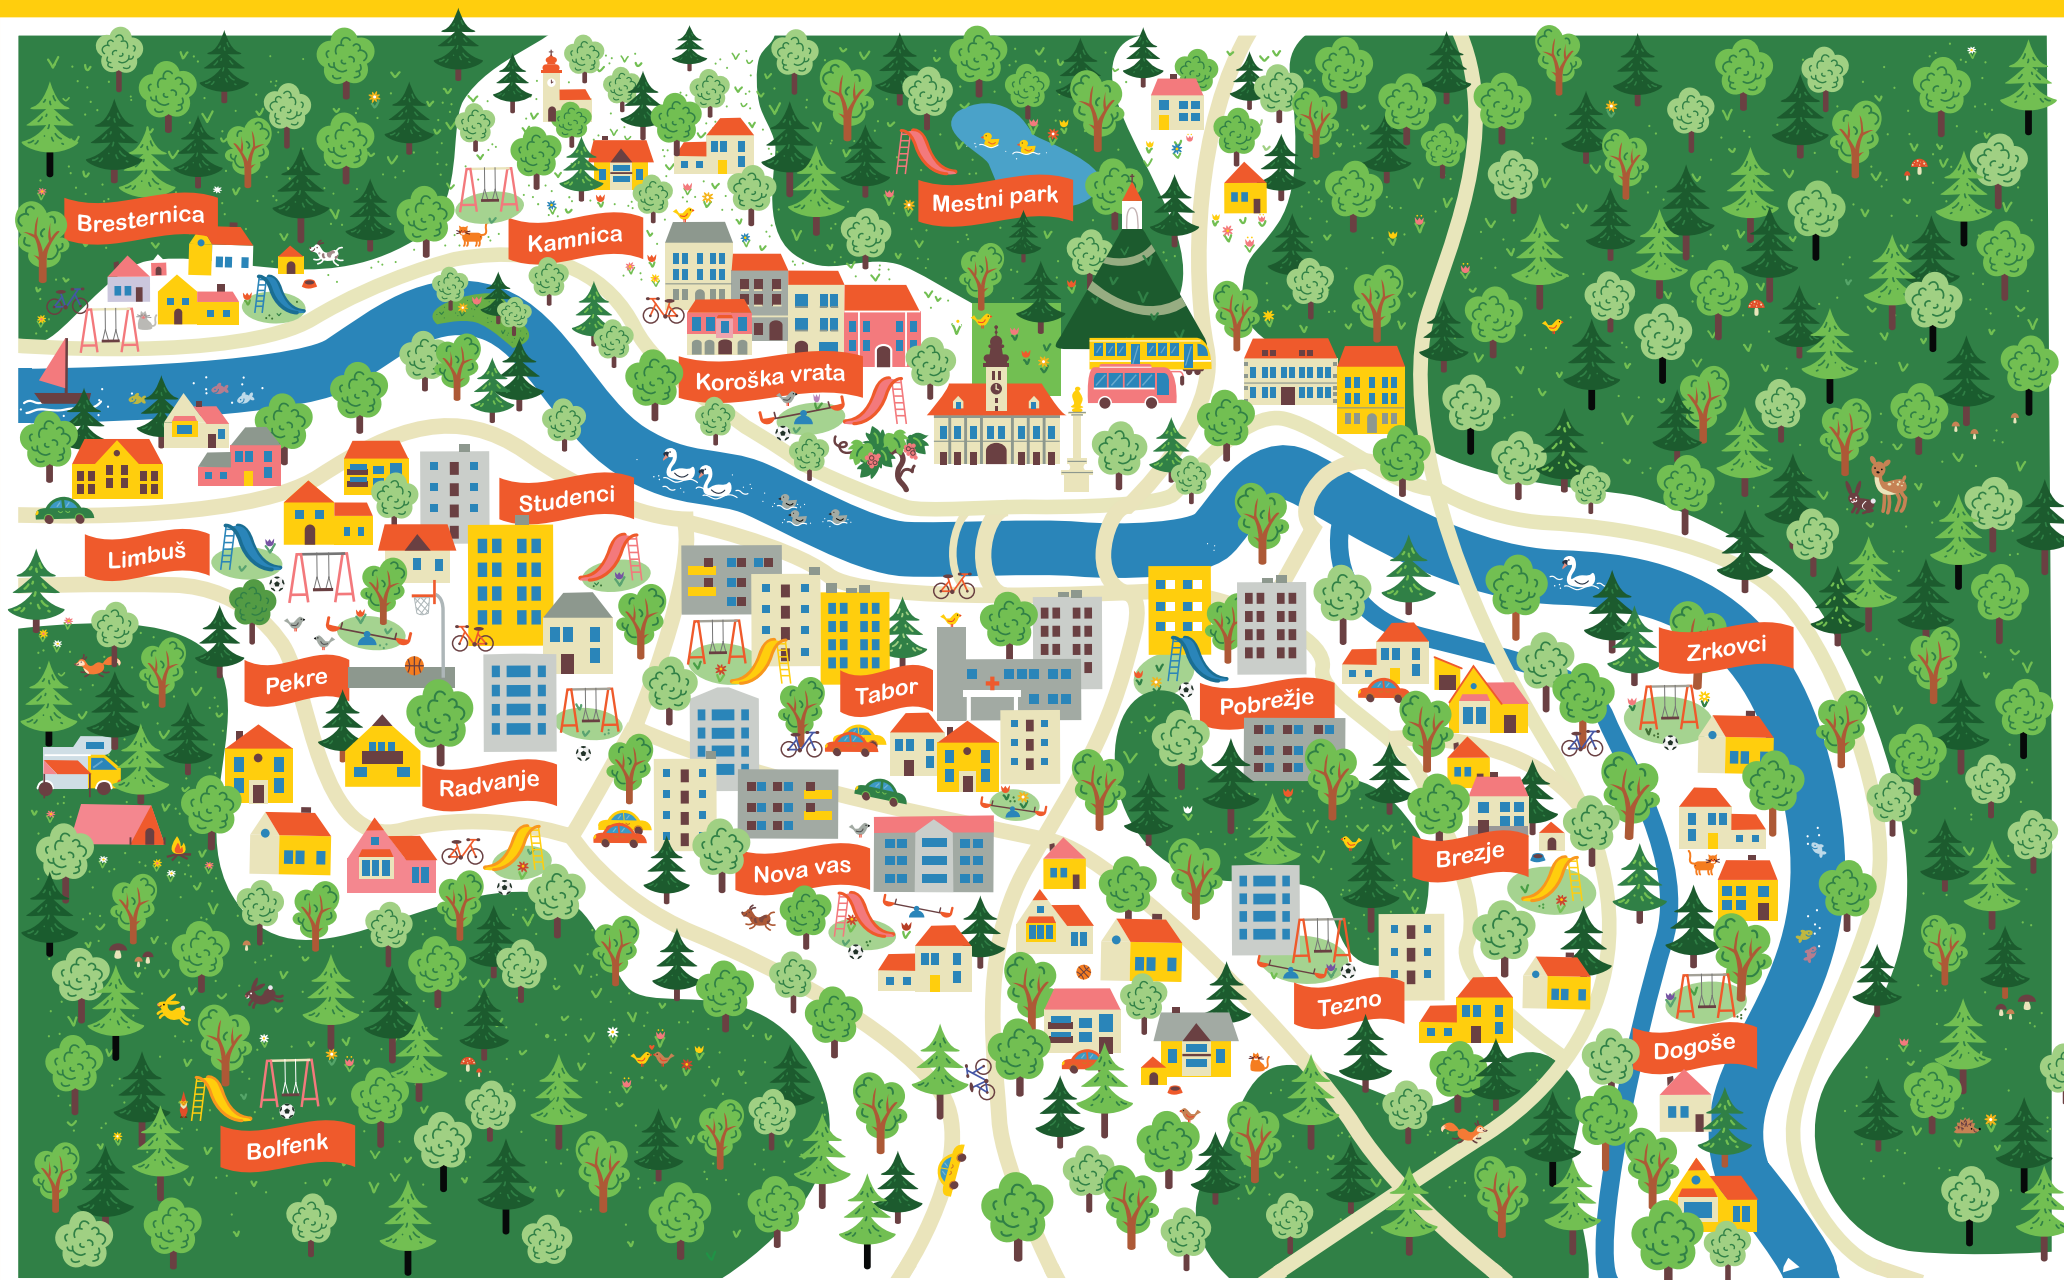 Bresternica
Kamnica
Mestni park
Koroška vrata
Studenci
Limbuš
Pekre
Tabor
Pobrežje
Zrkovci
Radvanje
Nova vas
Brezje
Tezno
Dogoše
Bolfenk